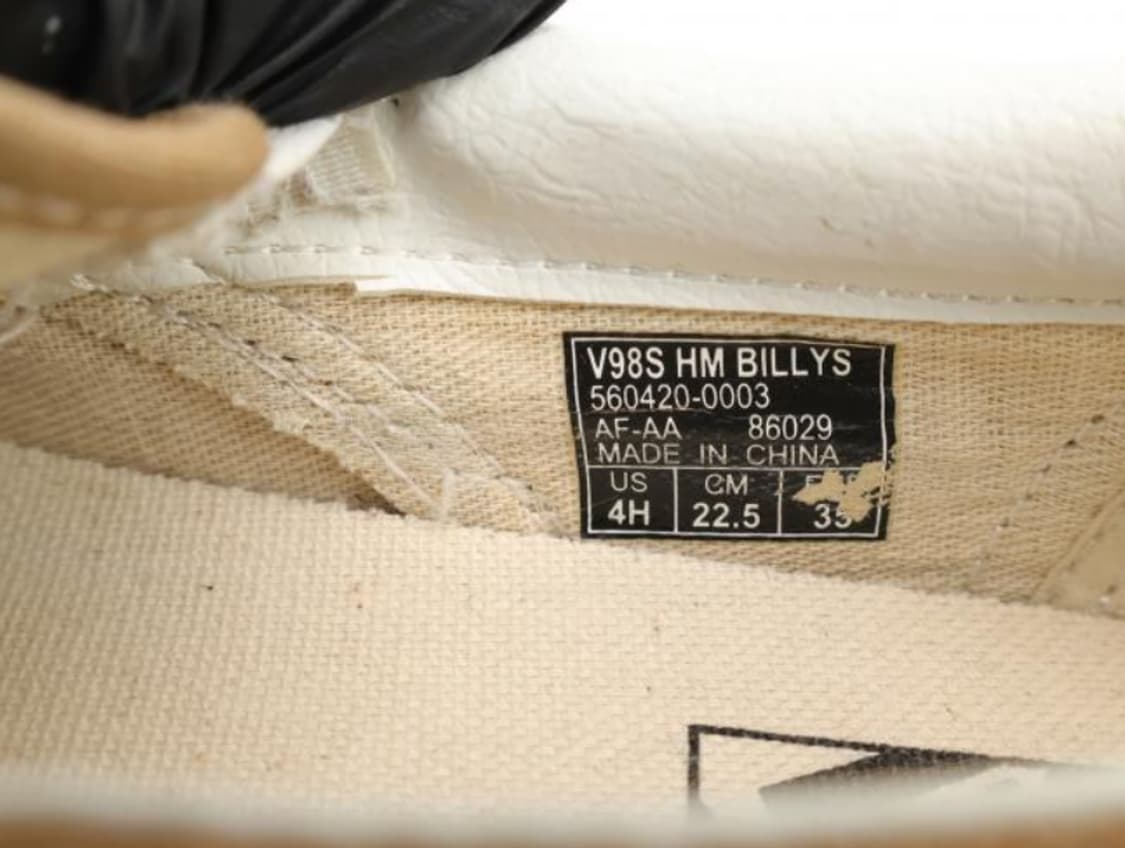 V98S HM BILLYS
560420-0003
AF-AA 86029
MADE IN CHINA
US CM
4H 22.5